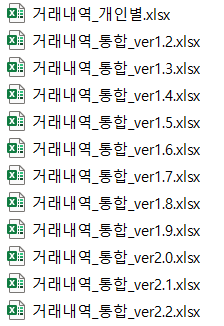 거래내역_개인별.xlsx
거래내역_통합_ver1.2.xlsx
거래내역_통합_ver1.3.xlsx
거래내역_통합_ver1.4.xlsx
거래내역_통합_ver1.5.xlsx
거래내역_통합_ver1.6.xlsx
거래내역_통합_ver1.7.xlsx
거래내역_통합_ver1.8.xlsx
거래내역_통합_ver1.9.xlsx
거래내역_통합_ver2.0.xlsx
거래내역_통합_ver2.1.xlsx
거래내역_통합_ver2.2.xlsx